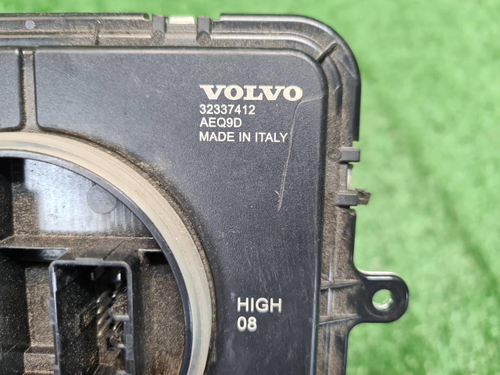 VOLVO
32337412
AEQ9D
MADE IN ITALY
HIGH
08